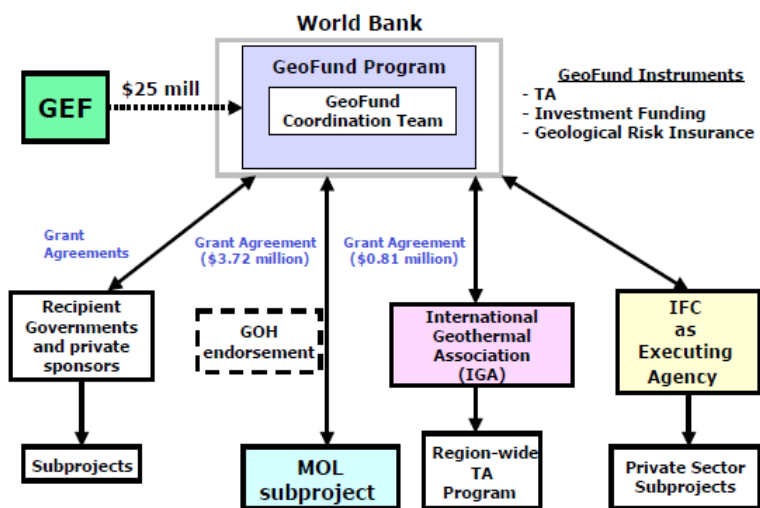 World Bank
GEF
$25 mill
GeoFund Program
GeoFund
Coordination Team
GeoFund Instruments
- TA
- Investment Funding
- Geological Risk Insurance
Grant
Agreements
Grant Agreement
($3.72 million)
Grant Agreement
($0.81 million)
Recipient
Governments
and private
sponsors
GOH
endorsement
International
Geothermal
Association
(IGA)
IFC
as
Executing
Agency
Subprojects
MOL
subproject
Region-wide
TA
Program
Private Sector
Subprojects